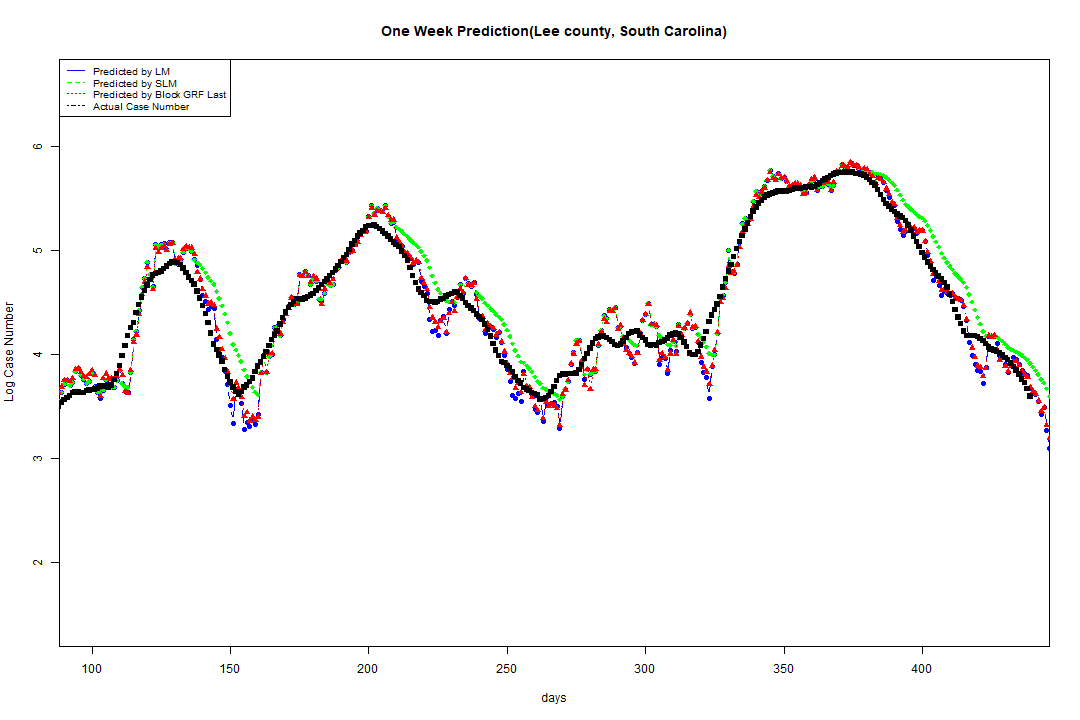 One Week Prediction(Lee county, South Carolina)
Predicted by LM
Predicted by SLM
Predicted by Block GRF Last
Actual Case Number
6
5
4
3
2
Log Case Number
100 150 200 250 300 350 400
days